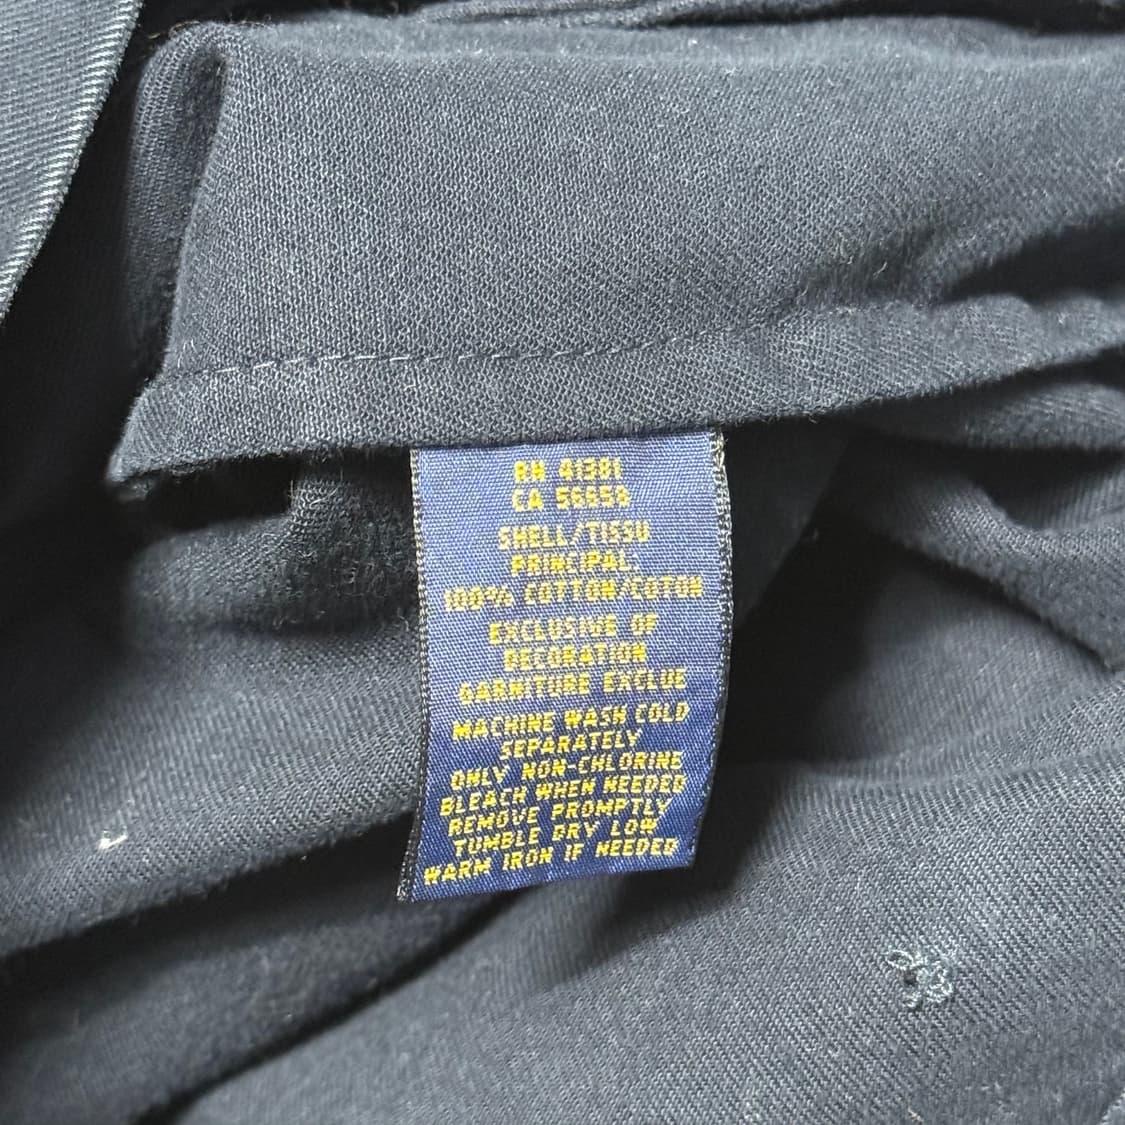 RN 41381
CA 56858
SHELL/TISSU
PRINCIPAL
100% COTTON/COTON
EXCLUSIVE OF
DECORATION
GARNITURE EXCLUE
MACHINE WASH COLD
SEPARATELY
ONLY NON-CHLORINE
BLEACH WHEN NEEDED
REMOVE PROMPTLY
TUMBLE DRY LOW
WARM IRON IF NEEDED